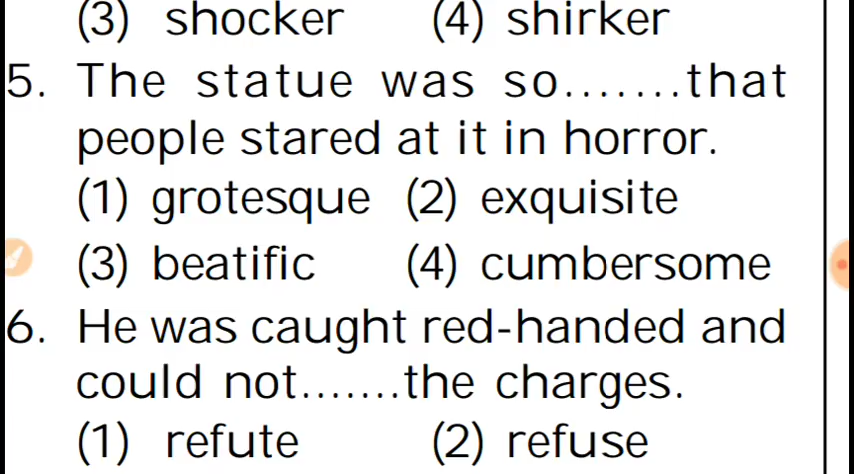 (3) shocker (4) shirker
5. The statue was so.......that
people stared at it in horror.
(1) grotesque (2) exquisite
(3) beatific (4) cumbersome
6. He was caught red-handed and
could not.......the charges.
(1) refute (2) refuse